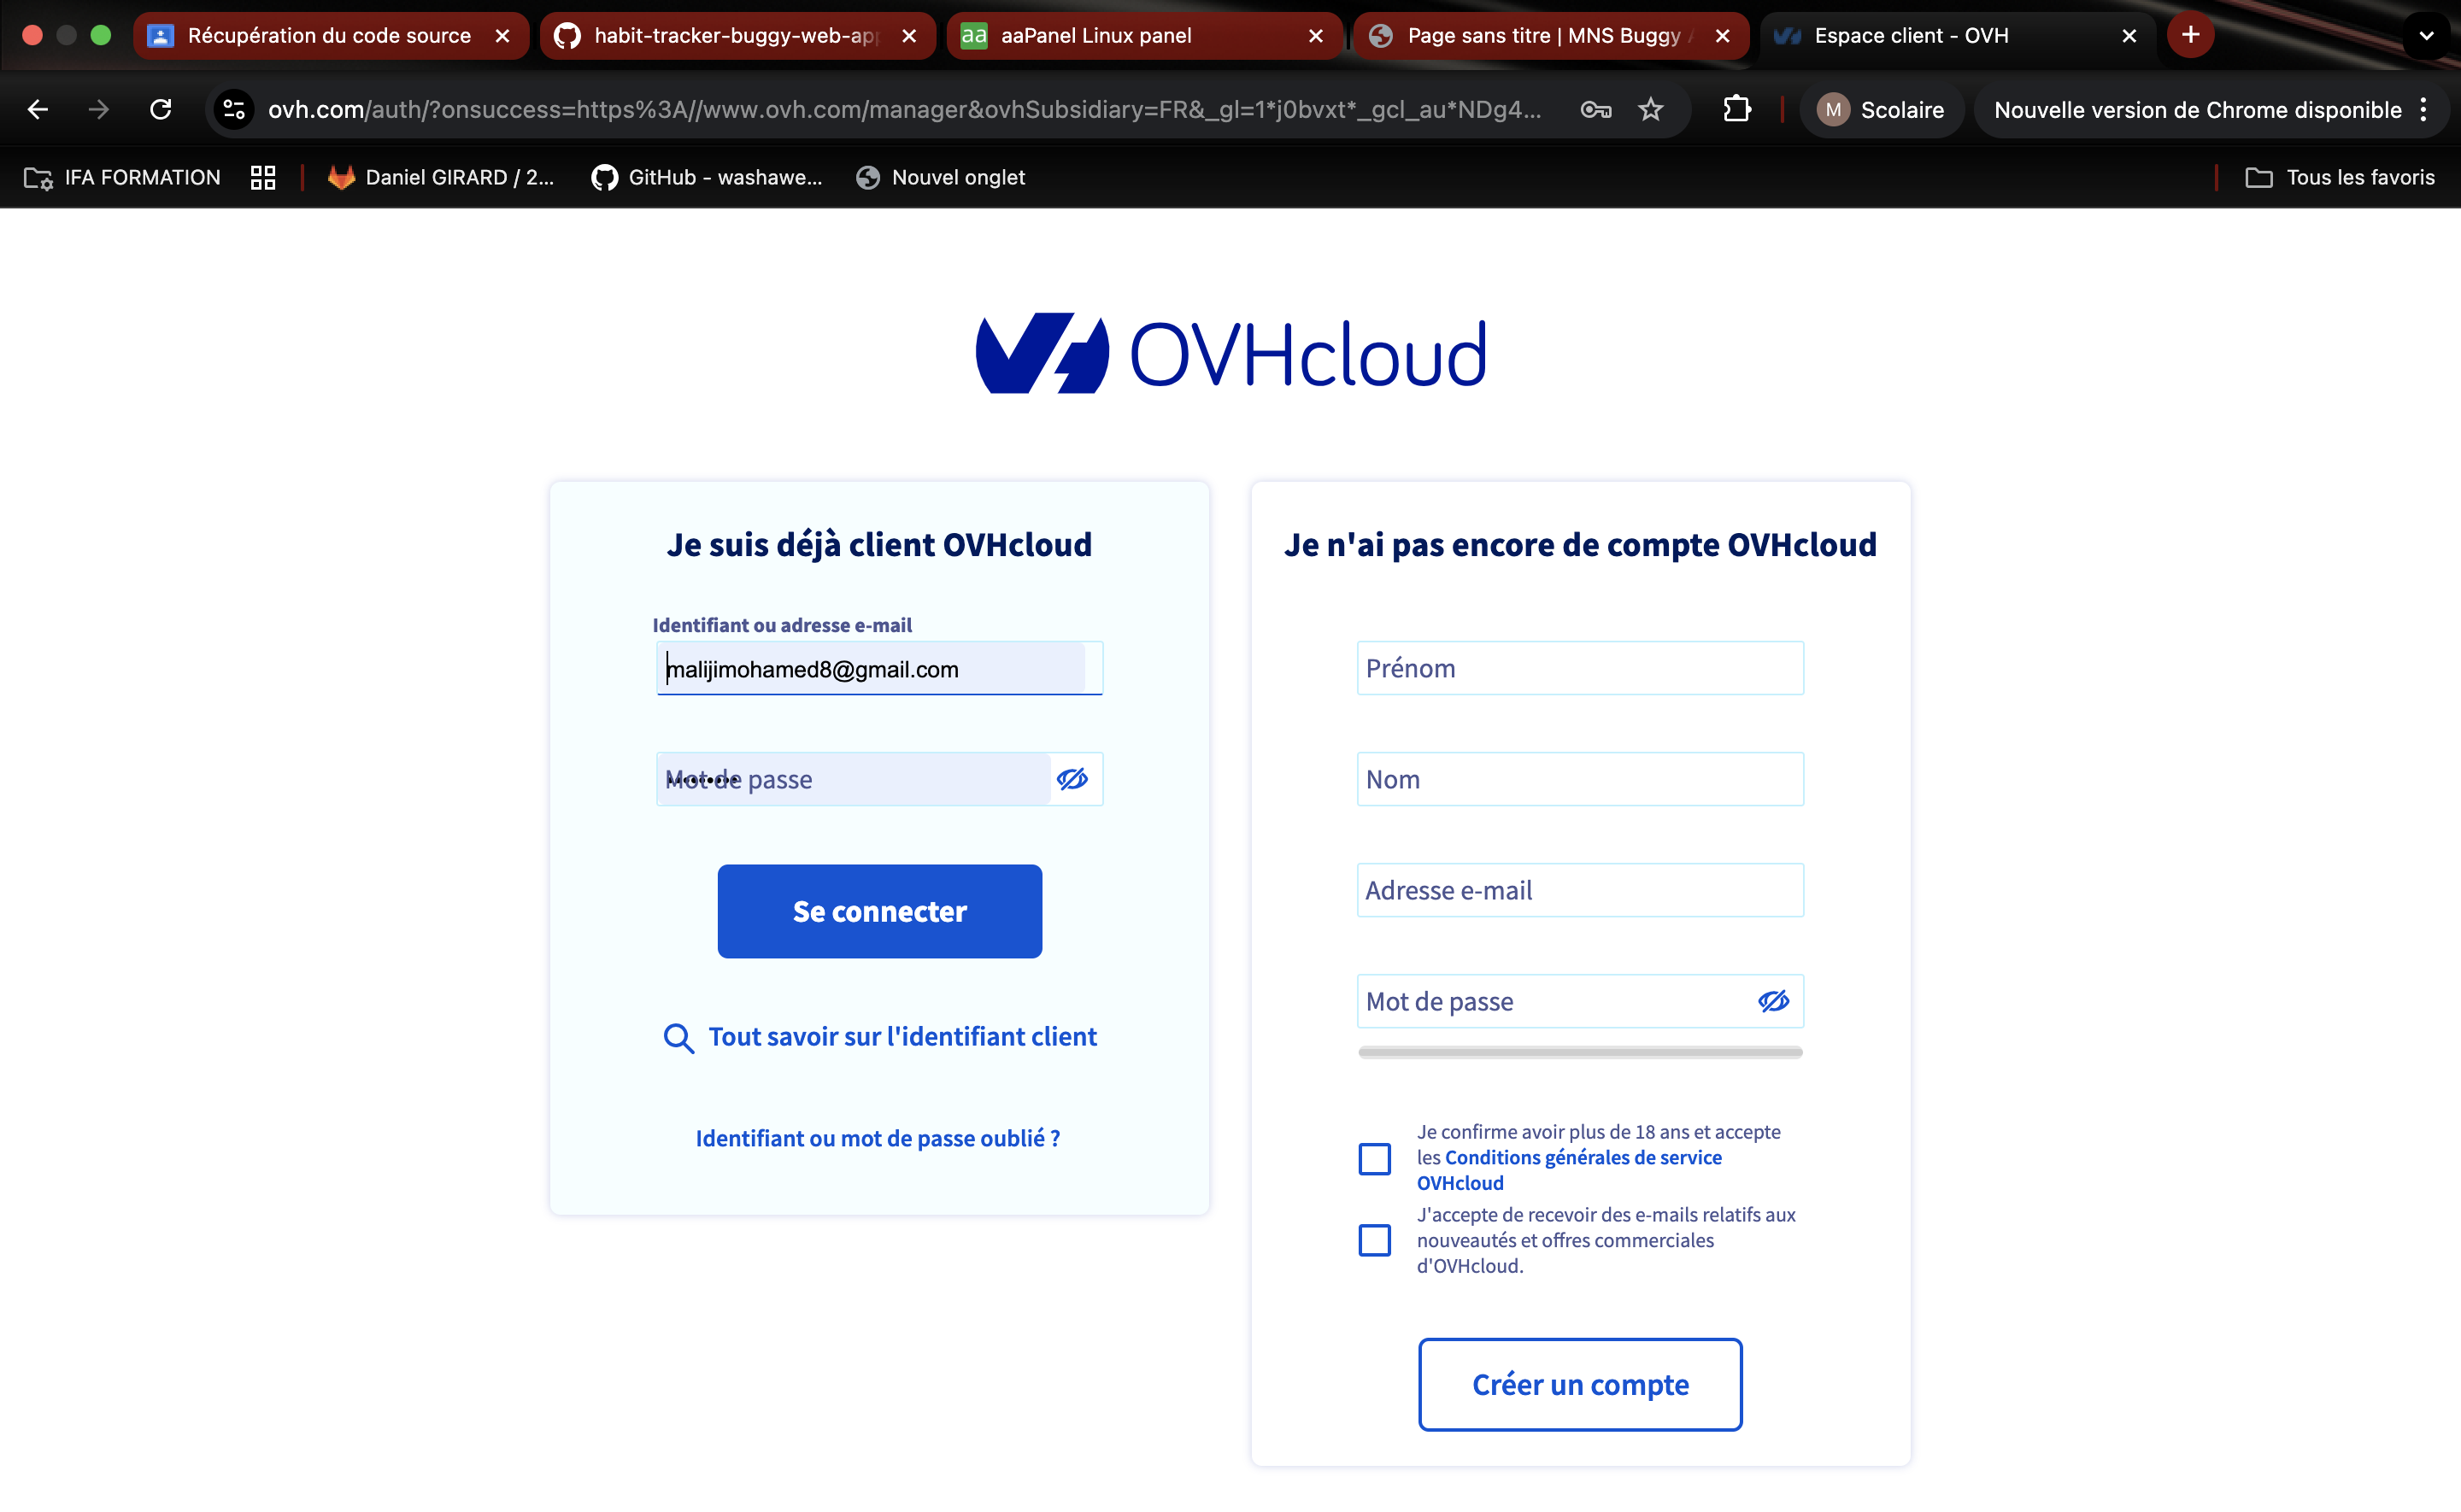 Récupération du code source
habit-tracker-buggy-web-app
aa aaPanel Linux panel
Page sans titre | MNS Buggy A
Espace client - OVH
ovh.com/auth/?onsuccess=https%3A//www.ovh.com/manager&ovhSubsidiary=FR&_gl=1*j0bvxt*_gcl_au*NDg4...
M Scolaire
Nouvelle version de Chrome disponible
IFA FORMATION
Daniel GIRARD / 2...
GitHub - washawe...
Nouvel onglet
Tous les favoris
OVHcloud
Je suis déjà client OVHcloud
Identifiant ou adresse e-mail
malijimohamed8@gmail.com
Mot de passe
Se connecter
Tout savoir sur l'identifiant client
Identifiant ou mot de passe oublié ?
Je n'ai pas encore de compte OVHcloud
Prénom
Nom
Adresse e-mail
Mot de passe
Je confirme avoir plus de 18 ans et accepte
les Conditions générales de service
OVHcloud
J'accepte de recevoir des e-mails relatifs aux
nouveautés et offres commerciales
d'OVHcloud.
Créer un compte